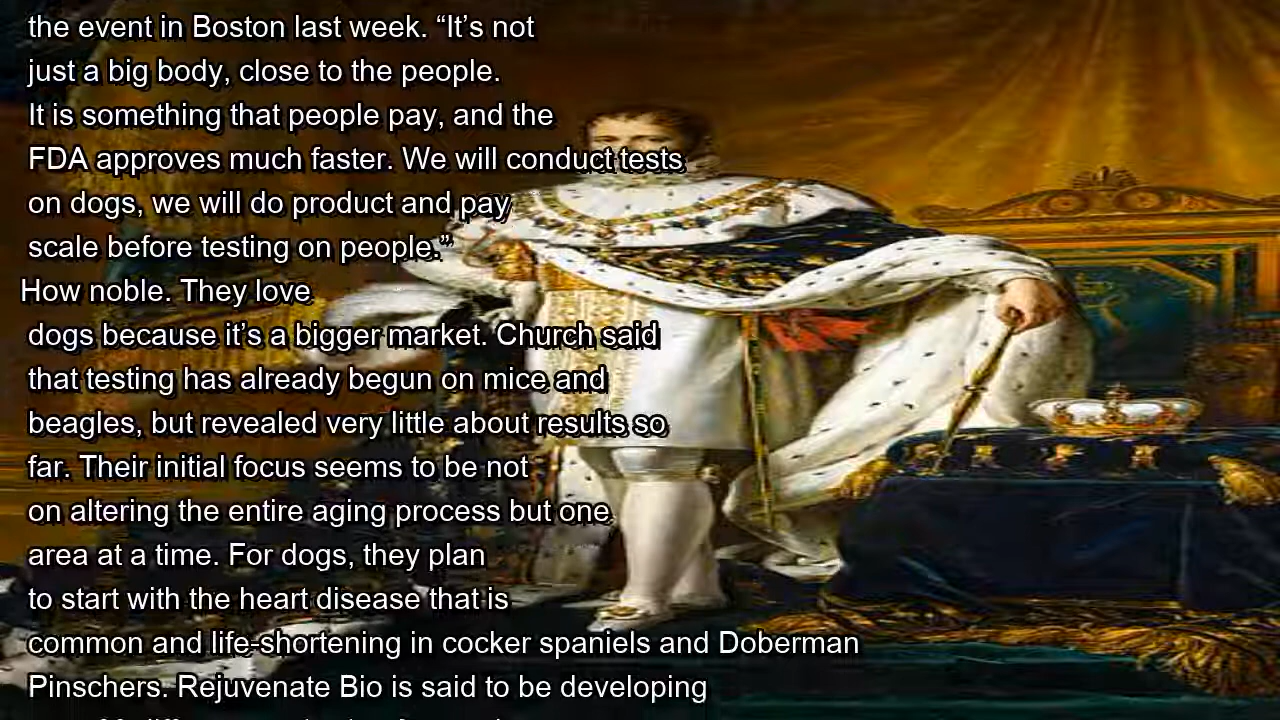 the event in Boston last week. “It’s not
just a big body, close to the people.
It is something that people pay, and the
FDA approves much faster. We will conduct tests
on dogs, we will do product and pay
scale before testing on people.”
How noble. They love
dogs because it’s a bigger market. Church said
that testing has already begun on mice and
beagles, but revealed very little about results so
far. Their initial focus seems to be not
on altering the entire aging process but one
area at a time. For dogs, they plan
to start with the heart disease that is
common and life-shortening in cocker spaniels and Doberman
Pinschers. Rejuvenate Bio is said to be developing